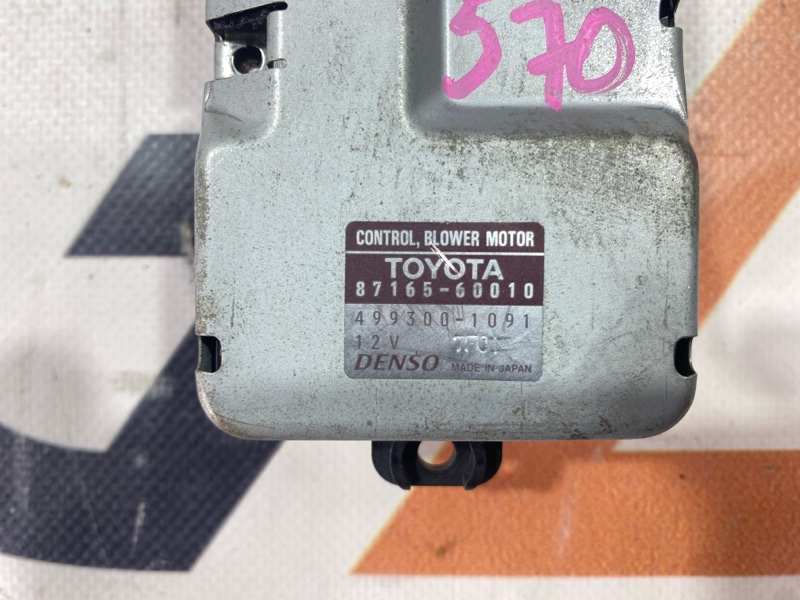 570
CONTROL, BLOWER MOTOR
TOYOTA
87165-60010
499300-1091
12V
DENSO MADE IN JAPAN